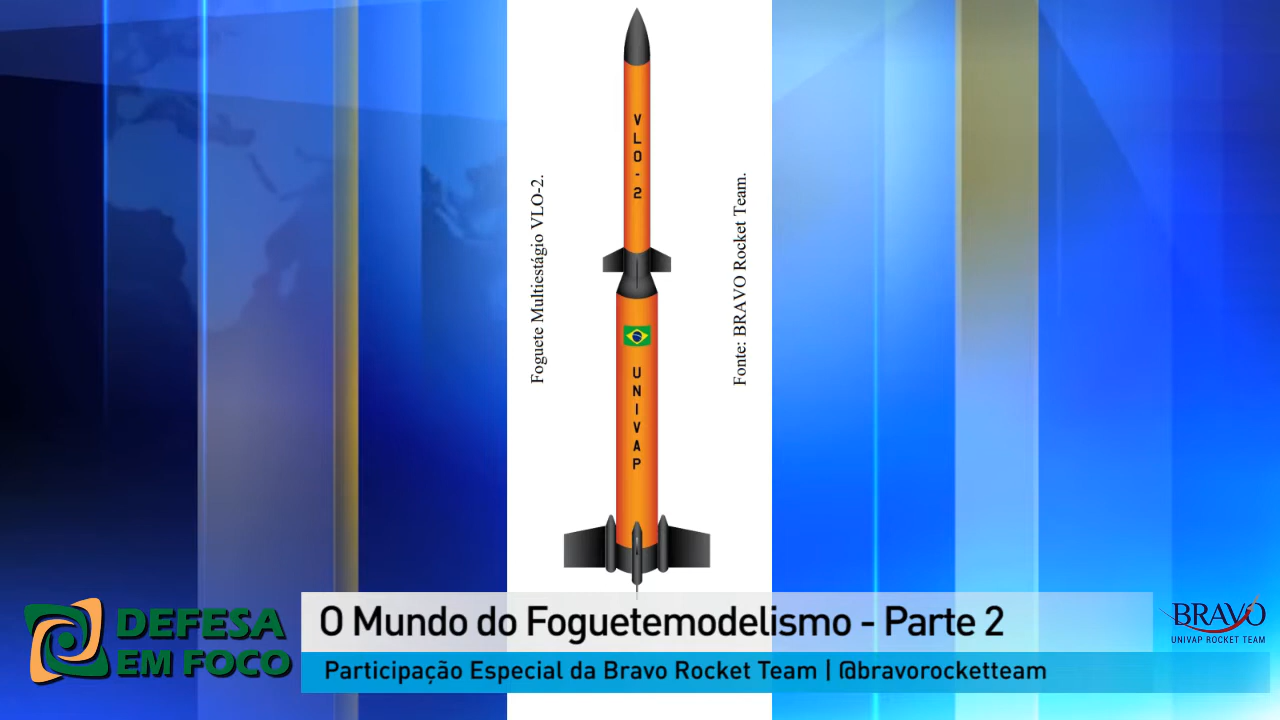 VLO-2
Foguete Multiestágio VLO-2.
Fonte: BRAVO Rocket Team.
UNIVAP
DEFESA
EM FOCO
O Mundo do Foguetemodelismo - Parte 2
Participação Especial da Bravo Rocket Team | @bravorocketteam
BRAVO
UNIVAP ROCKET TEAM